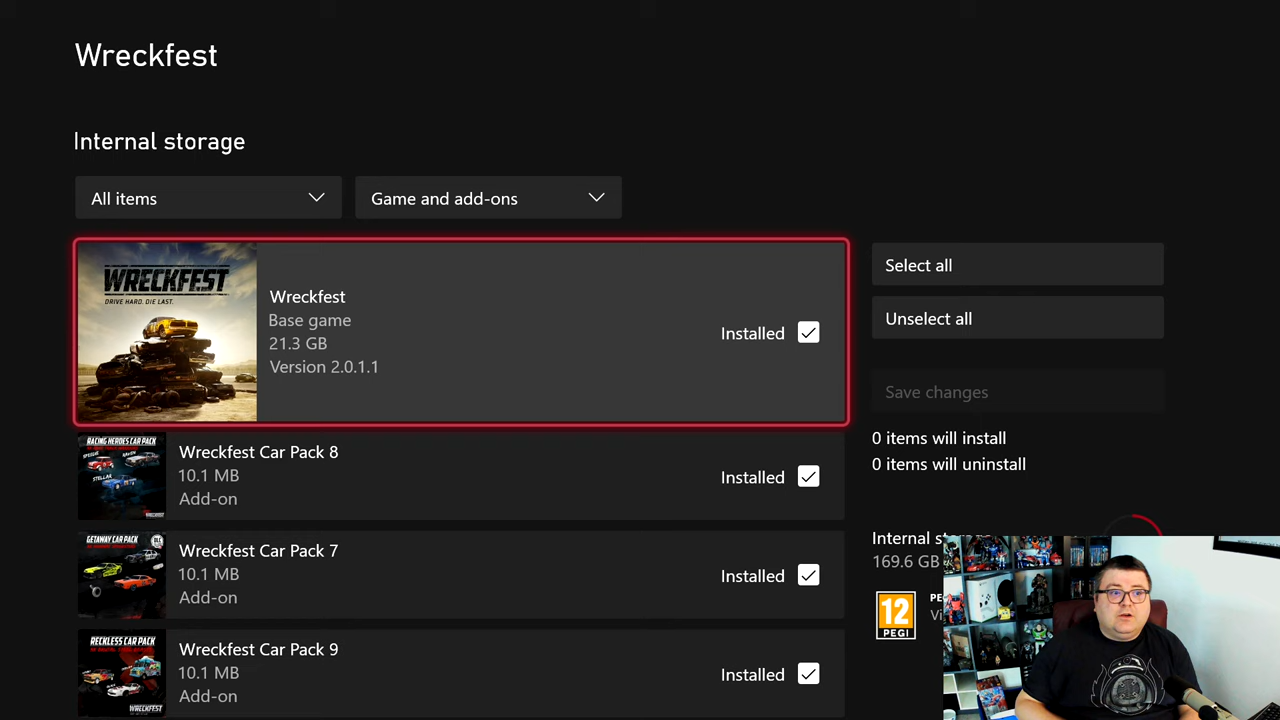 Wreckfest
Internal storage
All items
Game and add-ons
WRECKFEST
DRIVE HARD. DIE LAST.
Wreckfest
Base game
21.3 GB
Version 2.0.1.1
Installed
Select all
Unselect all
Save changes
0 items will install
0 items will uninstall
RACING HEROES CAR PACK
STELLAR
WRECKFEST
Wreckfest Car Pack 8
10.1 MB
Add-on
Installed
GETAWAY CAR PACK
Wreckfest Car Pack 7
10.1 MB
Add-on
Installed
RECKLESS CAR PACK
WRECKFEST
Wreckfest Car Pack 9
10.1 MB
Add-on
Installed
Internal
169.6 GB
12
PEGI